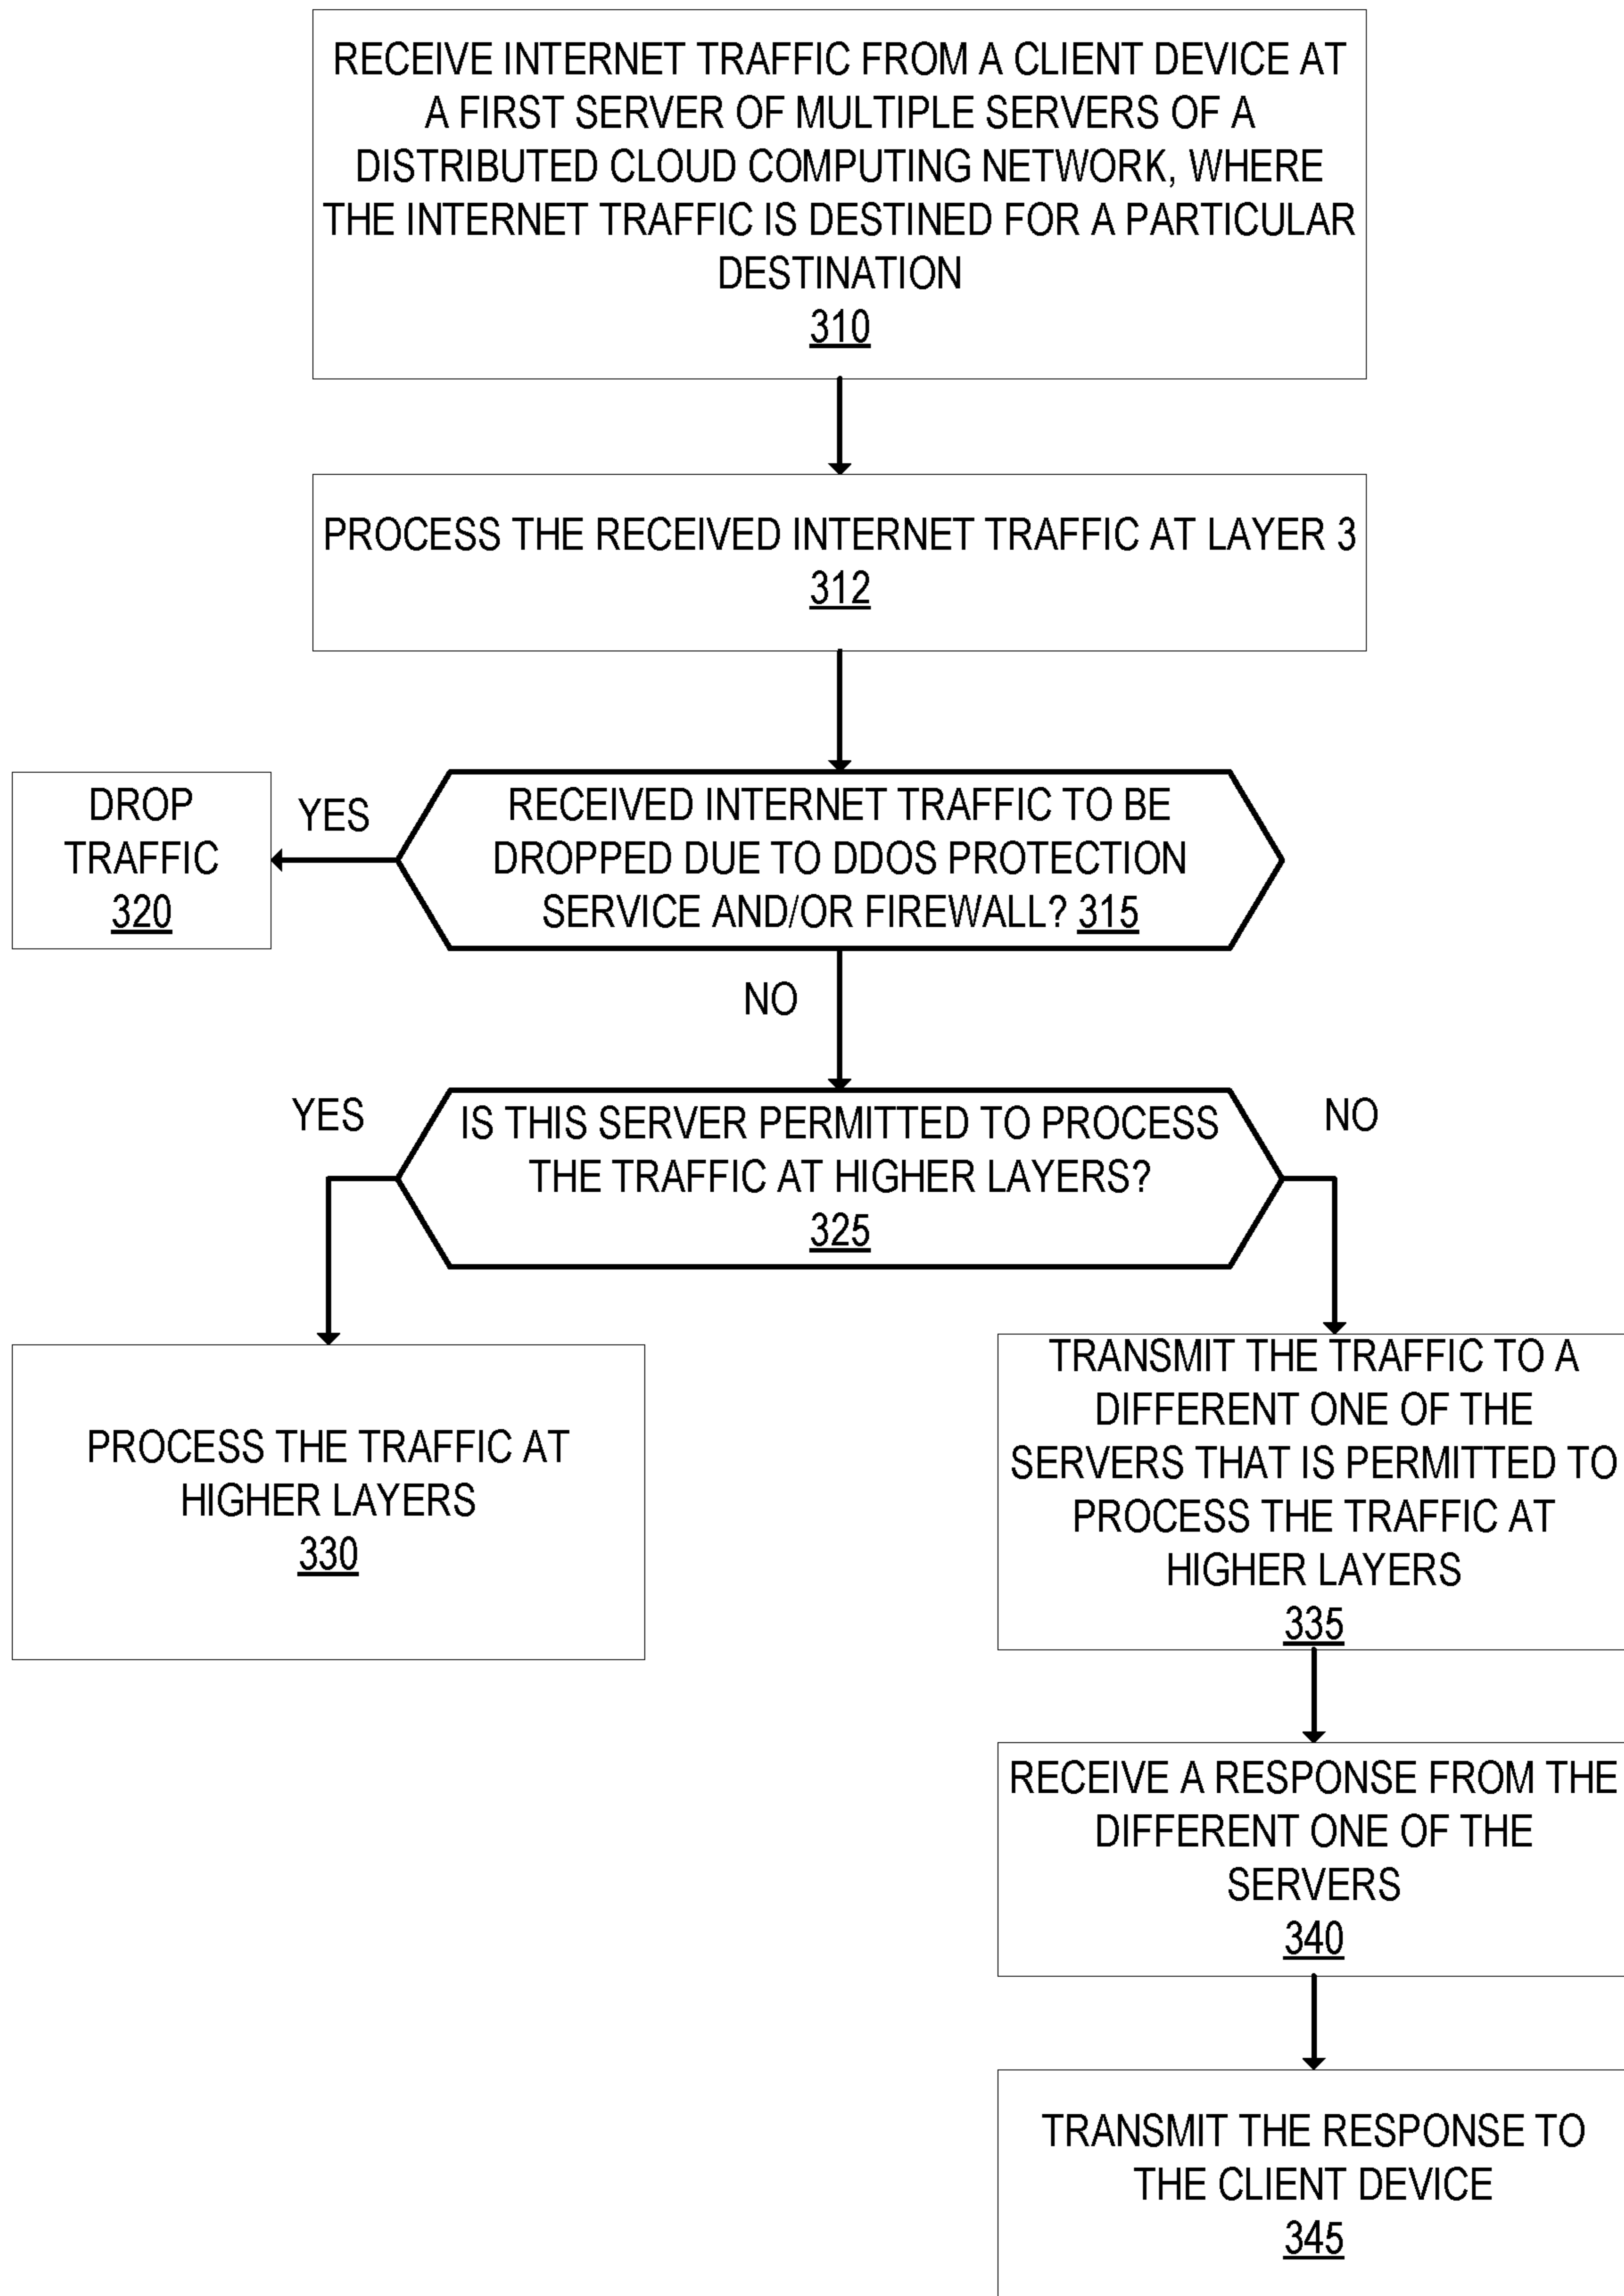 RECEIVE INTERNET TRAFFIC FROM A CLIENT DEVICE AT
A FIRST SERVER OF MULTIPLE SERVERS OF A
DISTRIBUTED CLOUD COMPUTING NETWORK, WHERE
THE INTERNET TRAFFIC IS DESTINED FOR A PARTICULAR
DESTINATION
310
PROCESS THE RECEIVED INTERNET TRAFFIC AT LAYER 3
312
RECEIVED INTERNET TRAFFIC TO BE
DROPPED DUE TO DDOS PROTECTION
SERVICE AND/OR FIREWALL? 315
YES
DROP
TRAFFIC
320
NO
IS THIS SERVER PERMITTED TO PROCESS
THE TRAFFIC AT HIGHER LAYERS?
325
YES
NO
PROCESS THE TRAFFIC AT
HIGHER LAYERS
330
TRANSMIT THE TRAFFIC TO A
DIFFERENT ONE OF THE
SERVERS THAT IS PERMITTED TO
PROCESS THE TRAFFIC AT
HIGHER LAYERS
335
RECEIVE A RESPONSE FROM THE
DIFFERENT ONE OF THE
SERVERS
340
TRANSMIT THE RESPONSE TO
THE CLIENT DEVICE
345